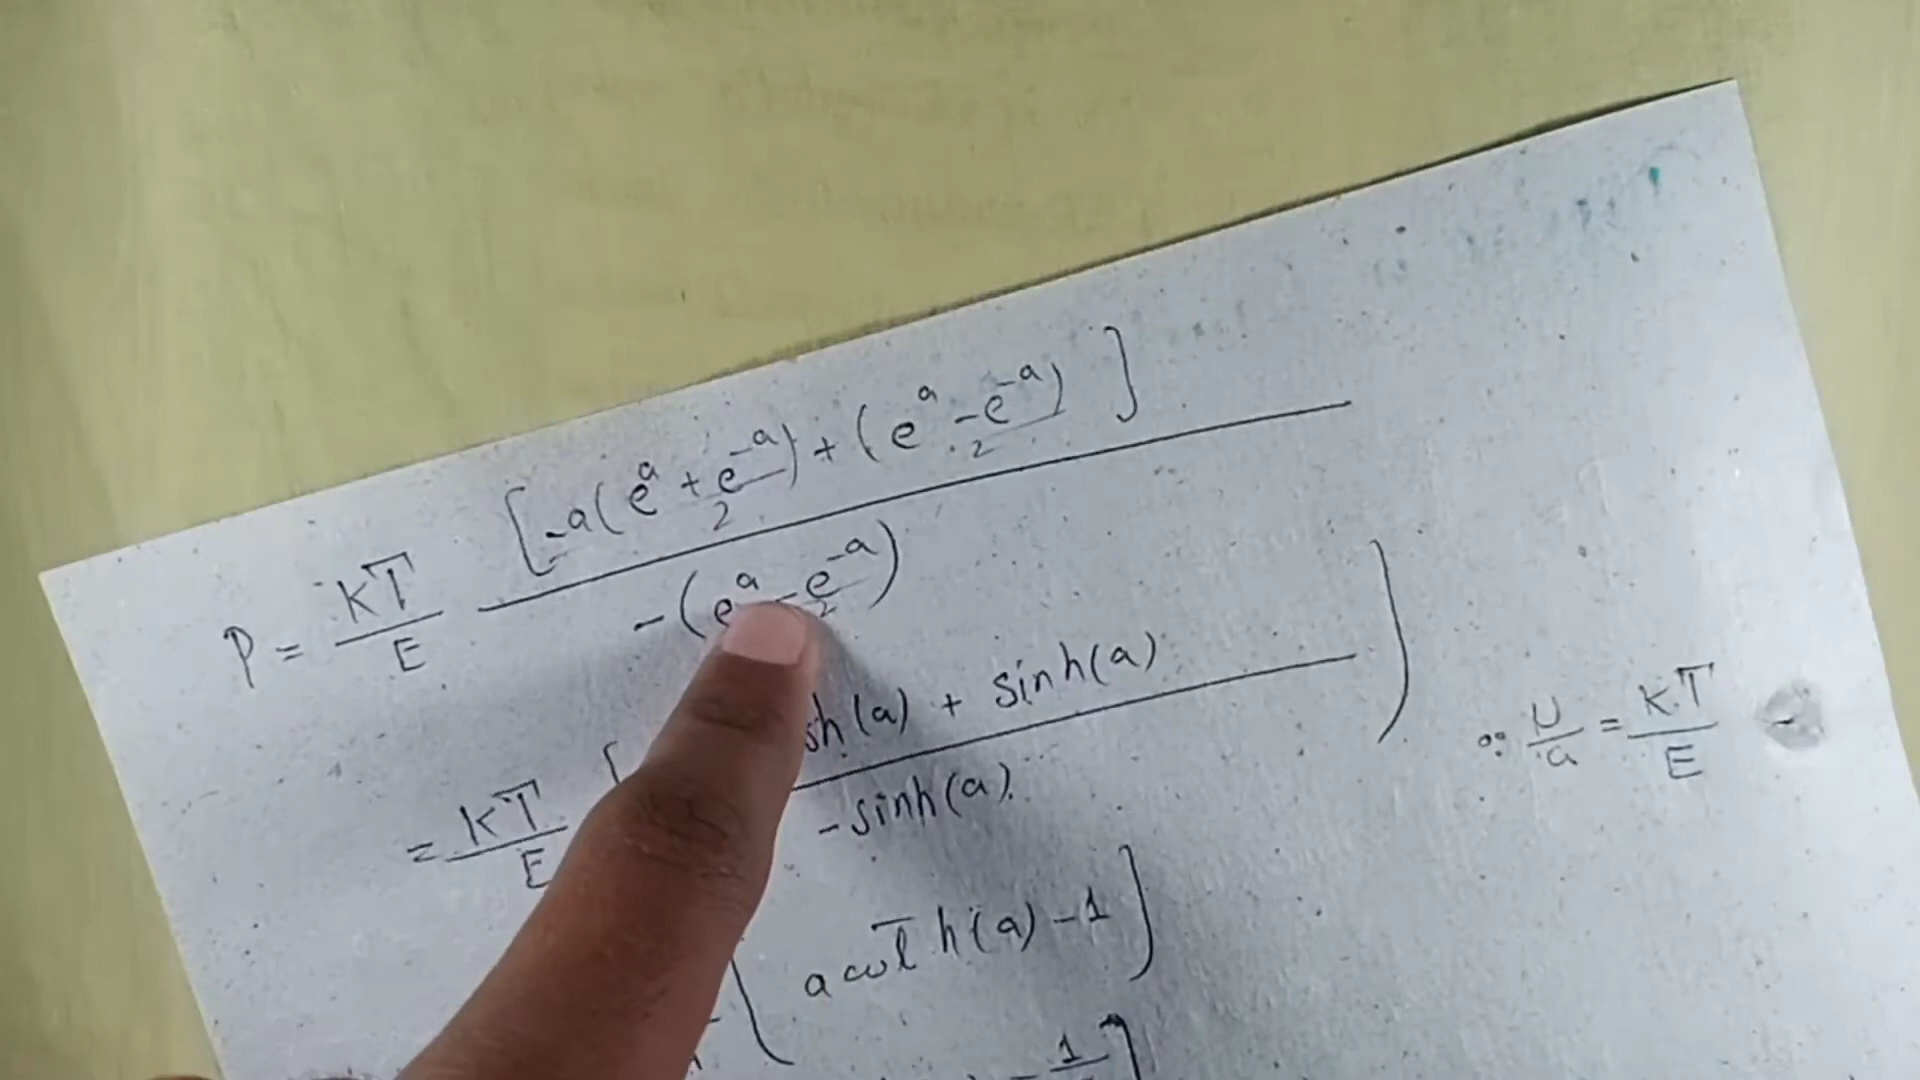 P = KT/E [-a(e^a + e^-a/2) + (e^a - e^-a/2)] / -(e^a - e^-a/2)
= KT/E [ sh(a) + sinh(a) / -sinh(a) ) ∵ μ/a = KT/E
[a coth(a) - 1]
- 1 ]